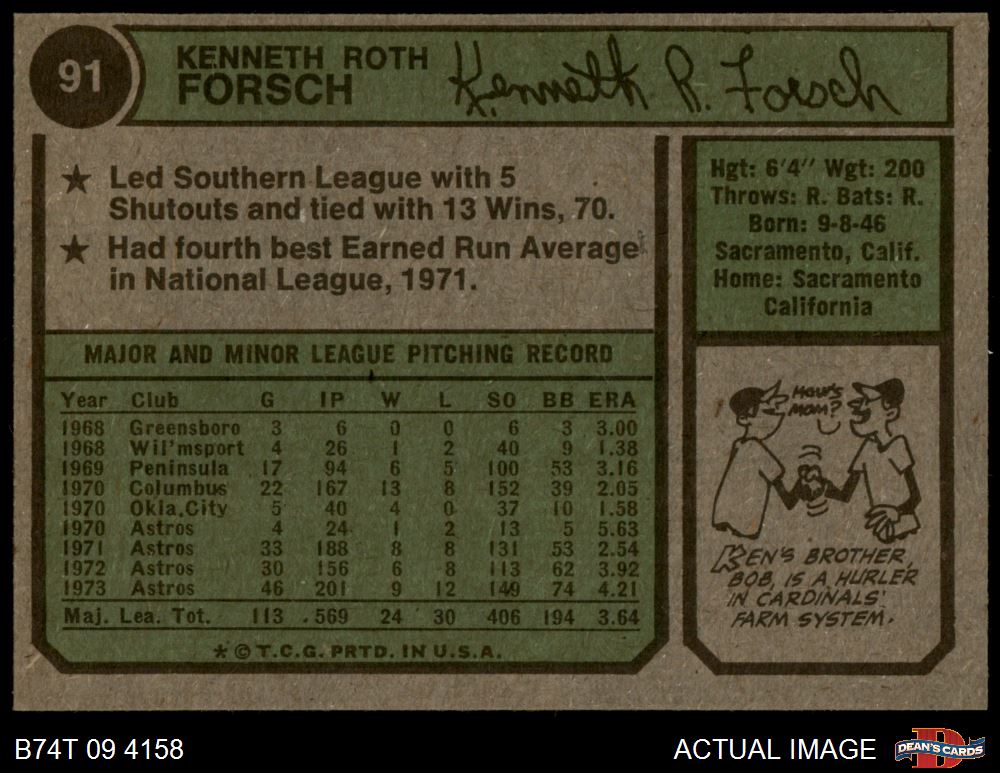 91
KENNETH ROTH
FORSCH
Kenneth R. Forsch
★ Led Southern League with 5
Shutouts and tied with 13 Wins, 70.
★ Had fourth best Earned Run Average
in National League, 1971.
Hgt: 6'4" Wgt: 200
Throws: R. Bats: R.
Born: 9-8-46
Sacramento, Calif.
Home: Sacramento
California
MAJOR AND MINOR LEAGUE PITCHING RECORD
Year Club G IP W L SO BB ERA
1968 Greensboro 3 6 0 0 6 3 3.00
1968 Wil'msport 4 26 1 2 40 9 1.38
1969 Peninsula 17 94 6 5 100 53 3.16
1970 Columbus 22 167 13 8 152 39 2.05
1970 Okla.City 5 40 4 0 37 10 1.58
1970 Astros 4 24 1 2 13 5 5.63
1971 Astros 33 188 8 8 131 53 2.54
1972 Astros 30 156 6 8 113 62 3.92
1973 Astros 46 201 9 12 149 74 4.21
Maj. Lea. Tot. 113 569 24 30 406 194 3.64
* © T.C.G. PRTD. IN U.S.A.
HOW'S
MOM?
KEN'S BROTHER,
BOB, IS A HURLER
IN CARDINALS'
FARM SYSTEM.
B74T 09 4158
ACTUAL IMAGE
DEAN'S CARDS